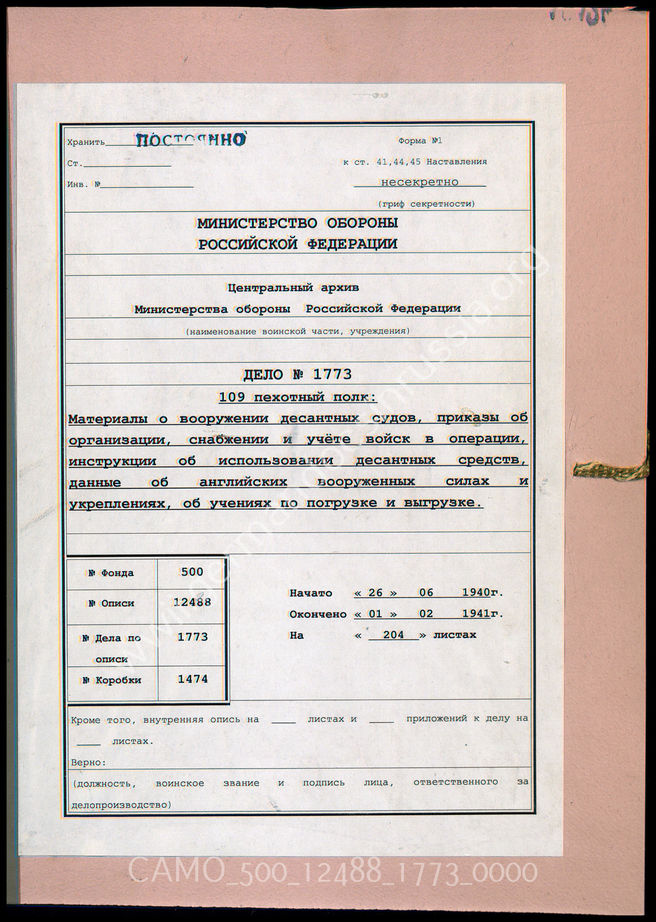 Хранить ПОСТОЯННО
Форма №1
Ст.
к ст. 41,44,45 Наставления
Инв. №
несекретно
(гриф секретности)
МИНИСТЕРСТВО ОБОРОНЫ
РОССИЙСКОЙ ФЕДЕРАЦИИ
Центральный архив
Министерства обороны Российской Федерации
(наименование воинской части, учреждения)
ДЕЛО № 1773
109 пехотный полк:
Материалы о вооружении десантных судов, приказы об
организации, снабжении и учёте войск в операции,
инструкции об использовании десантных средств,
данные об английских вооруженных силах и
укреплениях, об учениях по погрузке и выгрузке.
№ Фонда 500
№ Описи 12488
№ Дела по описи 1773
№ Коробки 1474
Начато « 26 » 06 1940г.
Окончено « 01 » 02 1941г.
На « 204 » листах
Кроме того, внутренняя опись на ____ листах и ____ приложений к делу на
____ листах.
Верно:
(должность, воинское звание и подпись лица, ответственного за
делопроизводство)
CAMO_500_12488_1773_0000